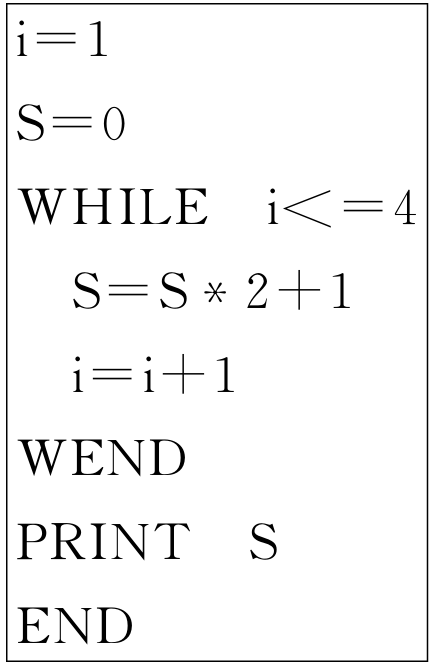 i=1
S=0
WHILE i<=4
S=S*2+1
i=i+1
WEND
PRINT S
END